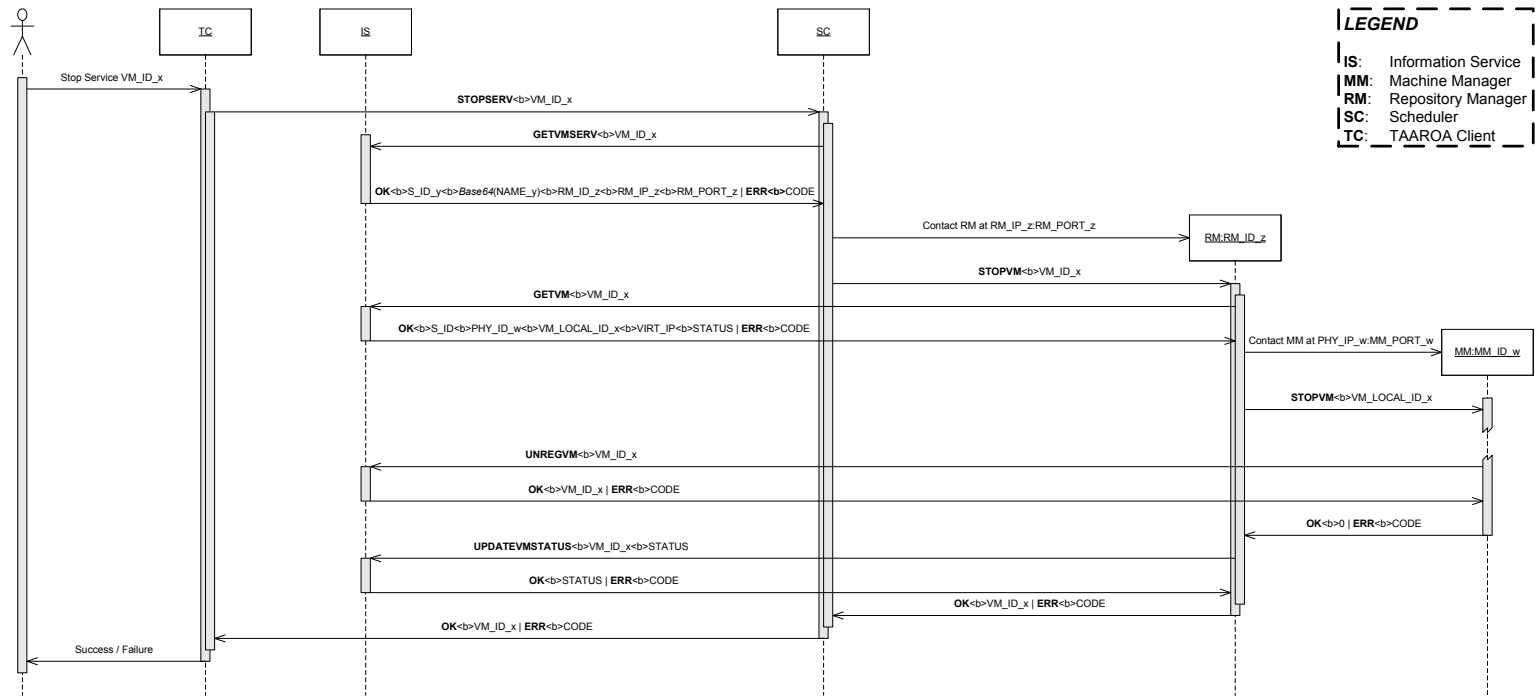 TC
IS
SC
LEGEND
IS: Information Service
MM: Machine Manager
RM: Repository Manager
SC: Scheduler
TC: TAAROA Client
Stop Service VM_ID_x
STOPSERV<b>VM_ID_x
GETVMSERV<b>VM_ID_x
OK<b>S_ID_y<b>Base64(NAME_y)<b>RM_ID_z<b>RM_IP_z<b>RM_PORT_z | ERR<b>CODE
Contact RM at RM_IP_z:RM_PORT_z
RM:RM_ID_z
STOPVM<b>VM_ID_x
GETVM<b>VM_ID_x
OK<b>S_ID<b>PHY_ID_w<b>VM_LOCAL_ID_x<b>VIRT_IP<b>STATUS | ERR<b>CODE
Contact MM at PHY_IP_w:MM_PORT_w
MM:MM_ID_w
STOPVM<b>VM_LOCAL_ID_x
UNREGVM<b>VM_ID_x
OK<b>VM_ID_x | ERR<b>CODE
OK<b>0 | ERR<b>CODE
UPDATEVMSTATUS<b>VM_ID_x<b>STATUS
OK<b>STATUS | ERR<b>CODE
OK<b>VM_ID_x | ERR<b>CODE
OK<b>VM_ID_x | ERR<b>CODE
Success / Failure